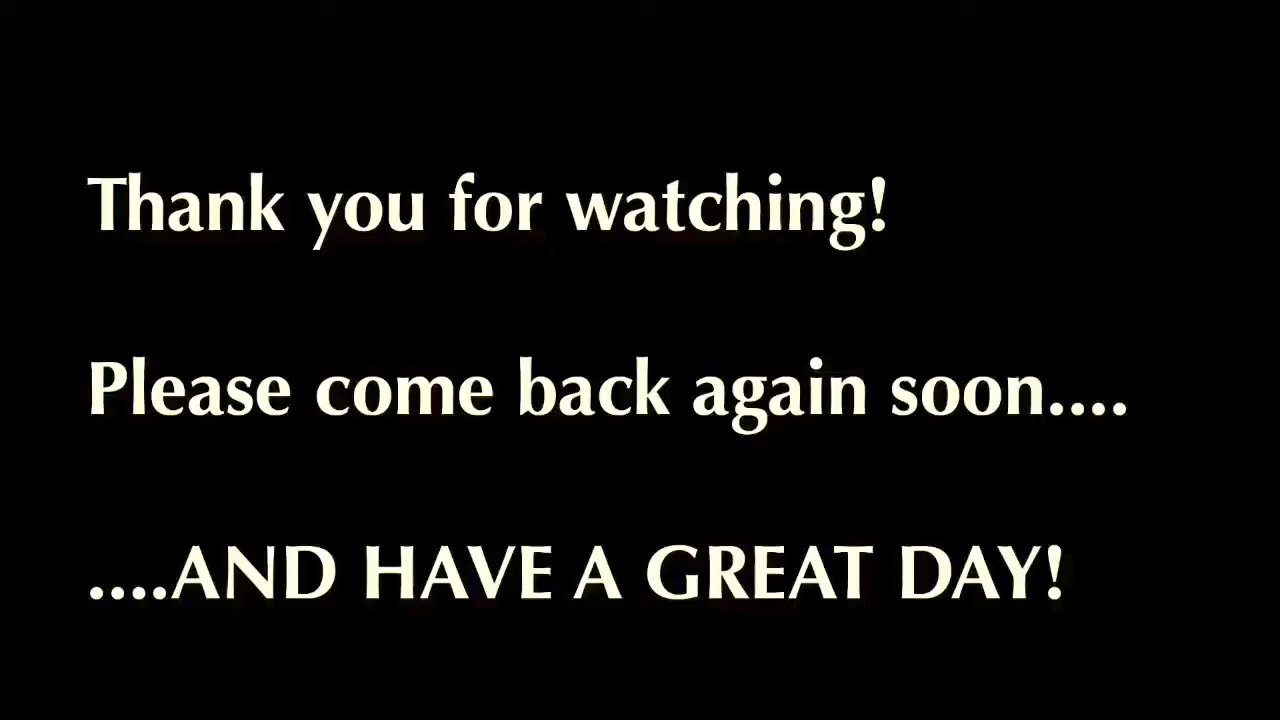 Thank you for watching!
Please come back again soon....
....AND HAVE A GREAT DAY!